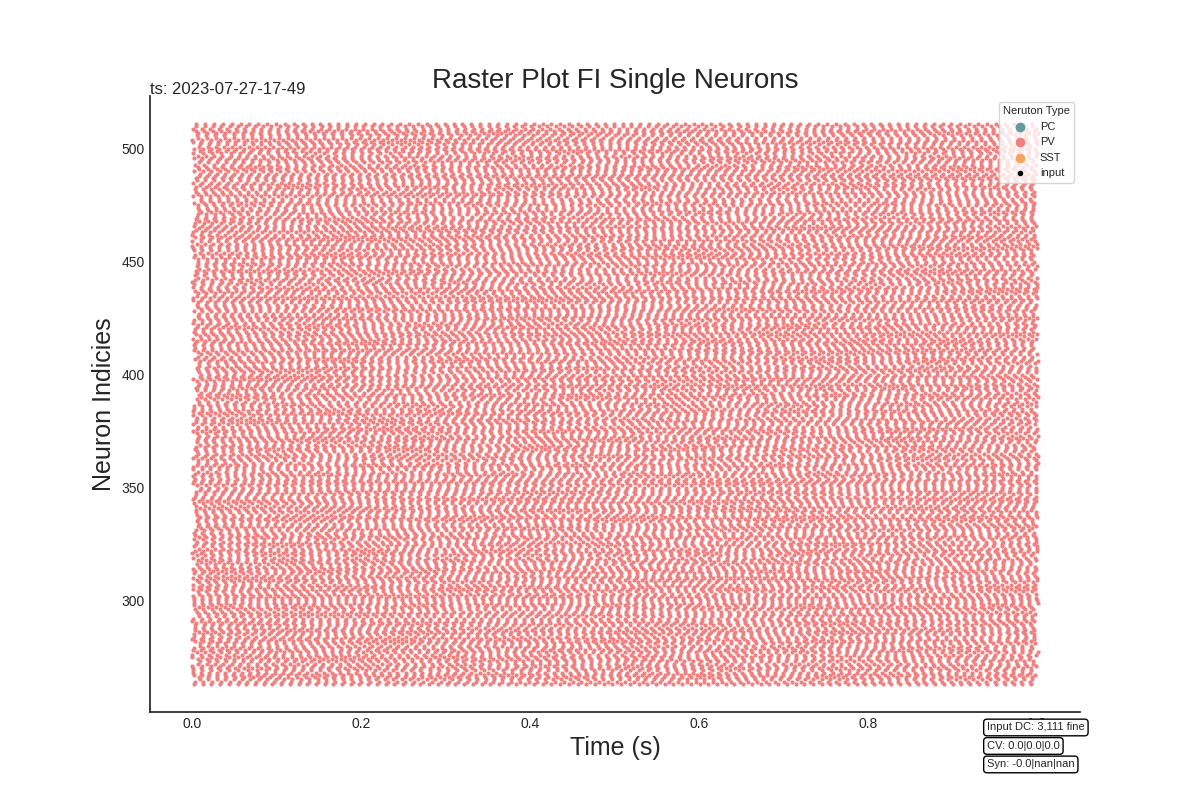 Raster Plot FI Single Neurons
ts: 2023-07-27-17-49
Neruton Type
PC
PV
SST
input
500
450
400
350
300
Neuron Indicies
0.0 0.2 0.4 0.6 0.8
Time (s)
Input DC: 3,111 fine
CV: 0.0|0.0|0.0
Syn: -0.0|nan|nan